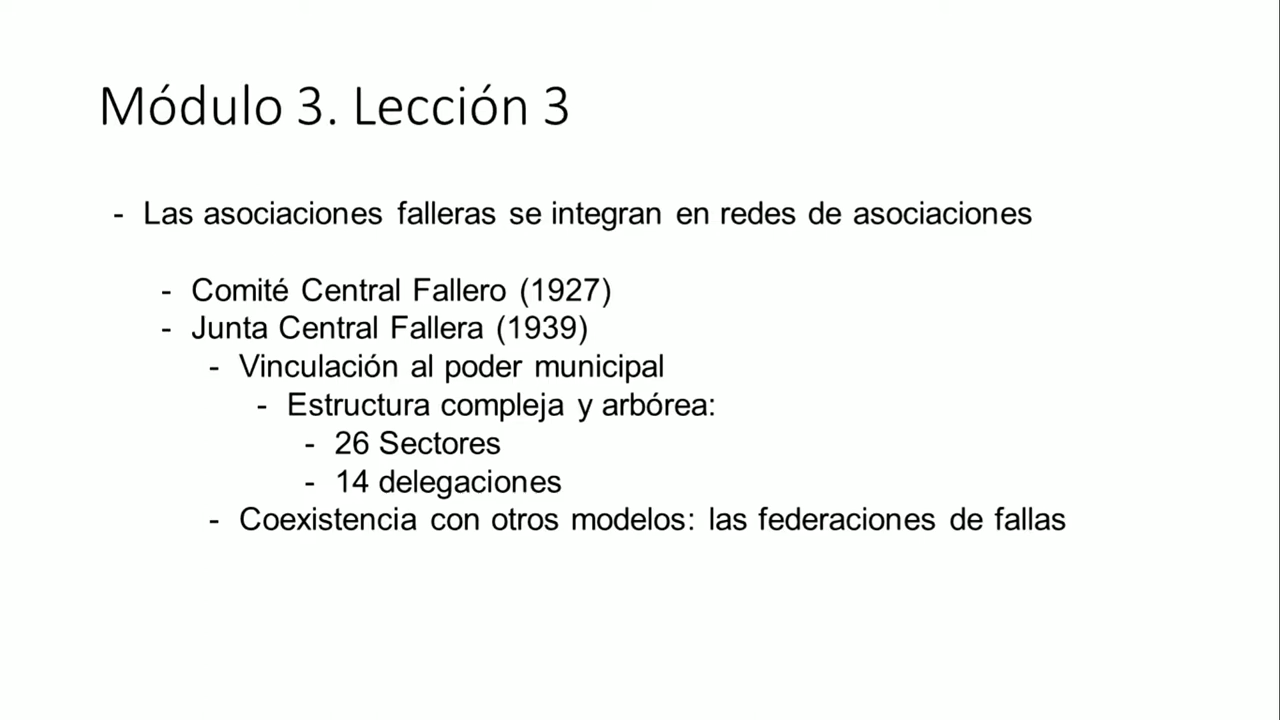 Módulo 3. Lección 3
- Las asociaciones falleras se integran en redes de asociaciones
- Comité Central Fallero (1927)
- Junta Central Fallera (1939)
- Vinculación al poder municipal
- Estructura compleja y arbórea:
- 26 Sectores
- 14 delegaciones
- Coexistencia con otros modelos: las federaciones de fallas